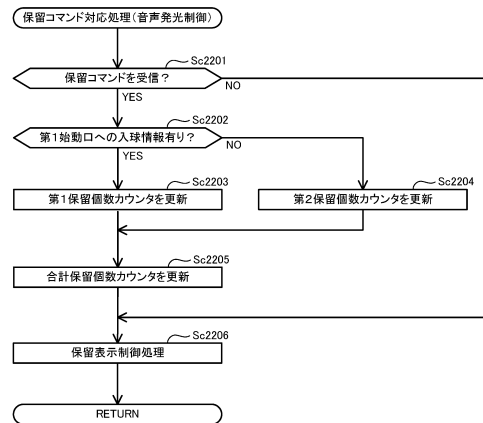 保留コマンド対応処理(音声発光制御)
Sc2201
保留コマンドを受信？
NO
YES
Sc2202
第1始動口への入球情報有り？
NO
YES
Sc2203
第1保留個数カウンタを更新
Sc2204
第2保留個数カウンタを更新
Sc2205
合計保留個数カウンタを更新
Sc2206
保留表示制御処理
RETURN